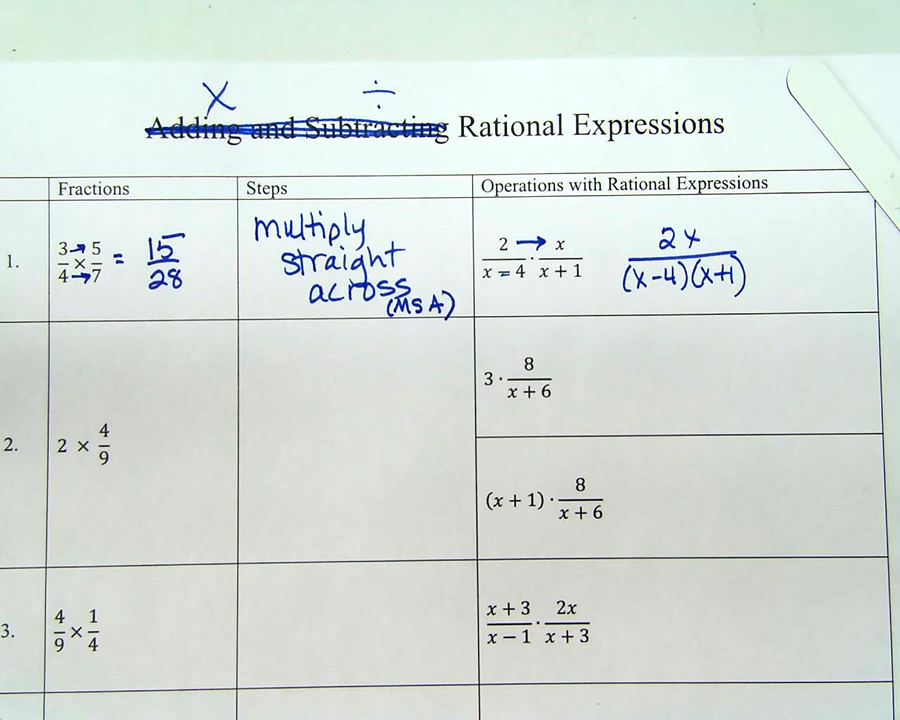 X ÷
Adding and Subtracting Rational Expressions
Fractions Steps Operations with Rational Expressions
1. 3/4 × 5/7 = 15/28
multiply
straight
across
(MSA)
2/(x = 4) → x/(x + 1) 2x/((x-4)(x+1))
2. 2 × 4/9
3 · 8/(x + 6)
(x + 1) · 8/(x + 6)
3. 4/9 × 1/4
(x + 3)/(x − 1) · 2x/(x + 3)